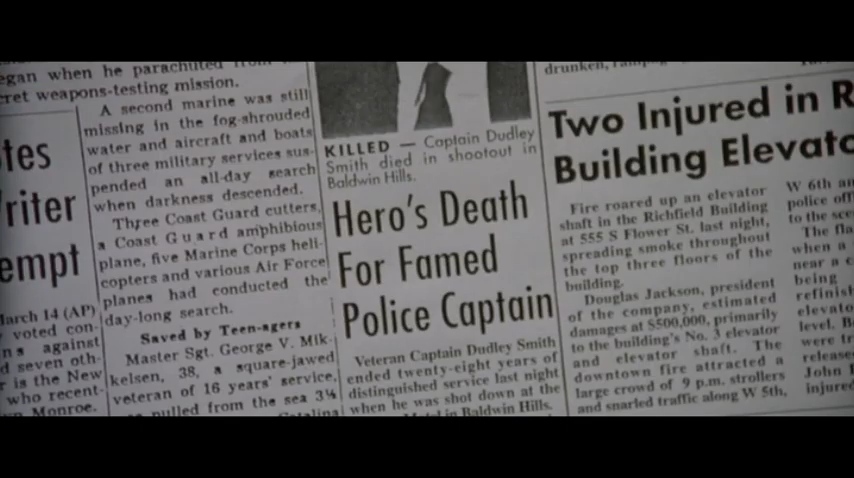 egan when he parachuted
cret weapons-testing mission.
A second marine was still
missing in the fog-shrouded
water and aircraft and boats
of three military services sus-
pended an all-day search
when darkness descended.
Three Coast Guard cutters,
a Coast Guard amphibious
plane, five Marine Corps heli-
copters and various Air Force
planes had conducted the
day-long search.
Saved by Teen-agers
Master Sgt. George V. Mik-
kelsen, 38, a square-jawed
veteran of 16 years' service,
pulled from the sea 3½
tes
riter
empt
March 14 (AP)
voted con-
ns against
d seven oth-
r is the New
who recent-
n Monroe.
KILLED — Captain Dudley
Smith died in shootout in
Baldwin Hills.
Hero's Death
For Famed
Police Captain
Veteran Captain Dudley Smith
ended twenty-eight years of
distinguished service last night
when he was shot down at the
Motel in Baldwin Hills.
drunken,
Two Injured in R
Building Elevato
Fire roared up an elevator
shaft in the Richfield Building
at 555 S Flower St. last night,
spreading smoke throughout
the top three floors of the
building.
Douglas Jackson, president
of the company, estimated
damages at $500,000, primarily
to the building's No. 3 elevator
and elevator shaft. The
downtown fire attracted a
large crowd of 9 p.m. strollers
and snarled traffic along W 5th,
W 6th an
police off
to the sce
The fla
when a
near a c
being
refinish
elevato
level. B
were tr
release
John
injured